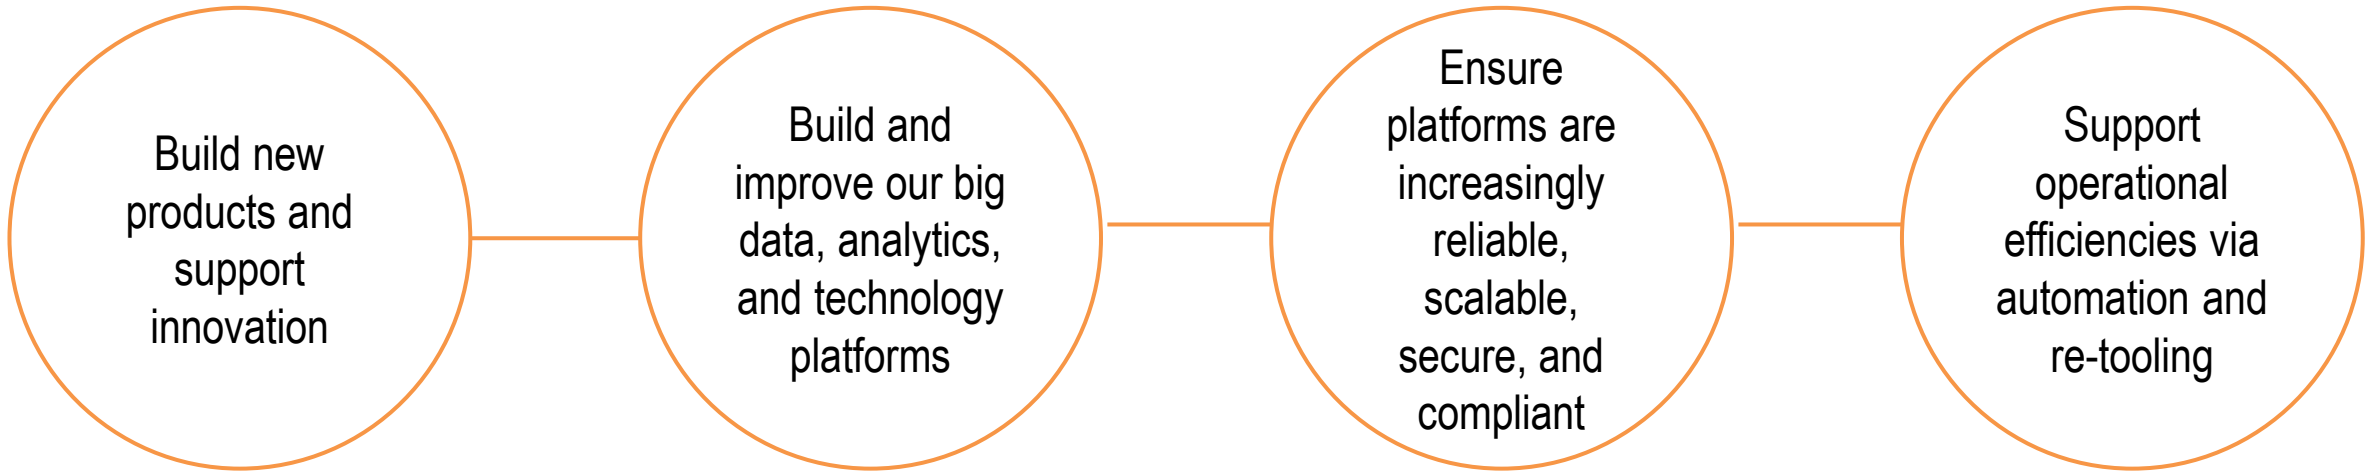 Build new
products and
support
innovation
Build and
improve our big
data, analytics,
and technology
platforms
Ensure
platforms are
increasingly
reliable,
scalable,
secure, and
compliant
Support
operational
efficiencies via
automation and
re-tooling